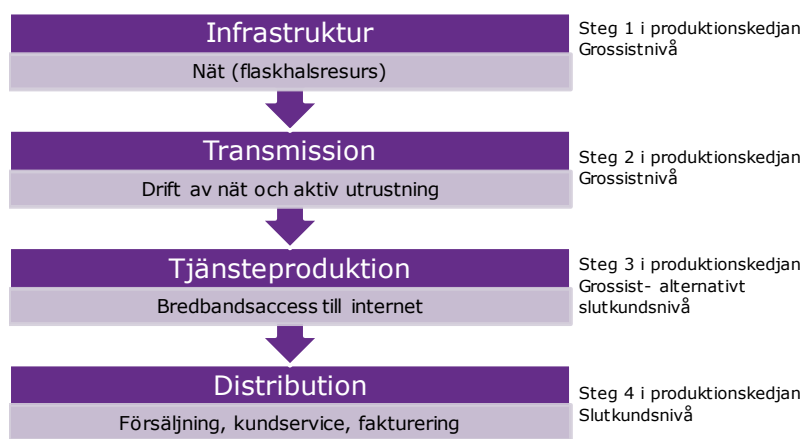 Infrastruktur
Nät (flaskhalsresurs)
Steg 1 i produktionskedjan
Grossistnivå
Transmission
Drift av nät och aktiv utrustning
Steg 2 i produktionskedjan
Grossistnivå
Tjänsteproduktion
Bredbandsaccess till internet
Steg 3 i produktionskedjan
Grossist- alternativt
slutkundsnivå
Distribution
Försäljning, kundservice, fakturering
Steg 4 i produktionskedjan
Slutkundsnivå